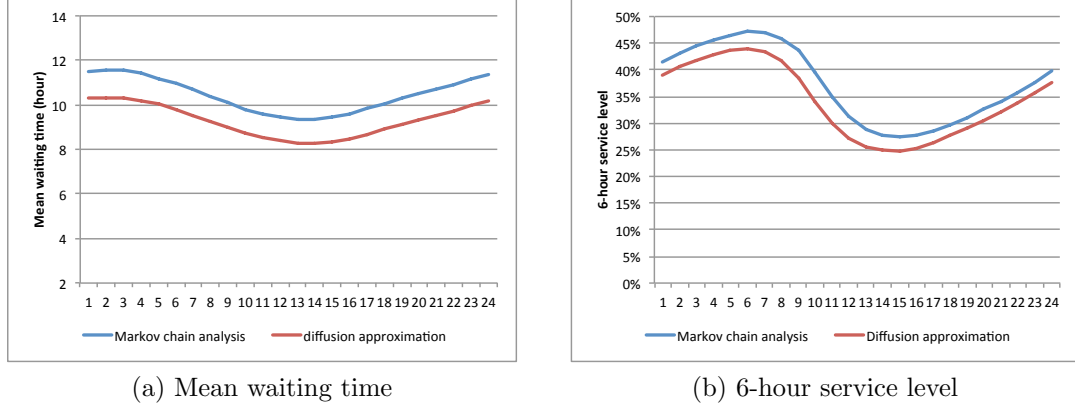 14
12
10
8
6
4
2
Mean waiting time (hour)
1 2 3 4 5 6 7 8 9 10 11 12 13 14 15 16 17 18 19 20 21 22 23 24
Markov chain analysis
diffusion approximation
(a) Mean waiting time
50%
45%
40%
35%
30%
25%
20%
15%
10%
5%
0%
6-hour service level
1 2 3 4 5 6 7 8 9 10 11 12 13 14 15 16 17 18 19 20 21 22 23 24
Markov chain analysis
Diffusion approximation
(b) 6-hour service level